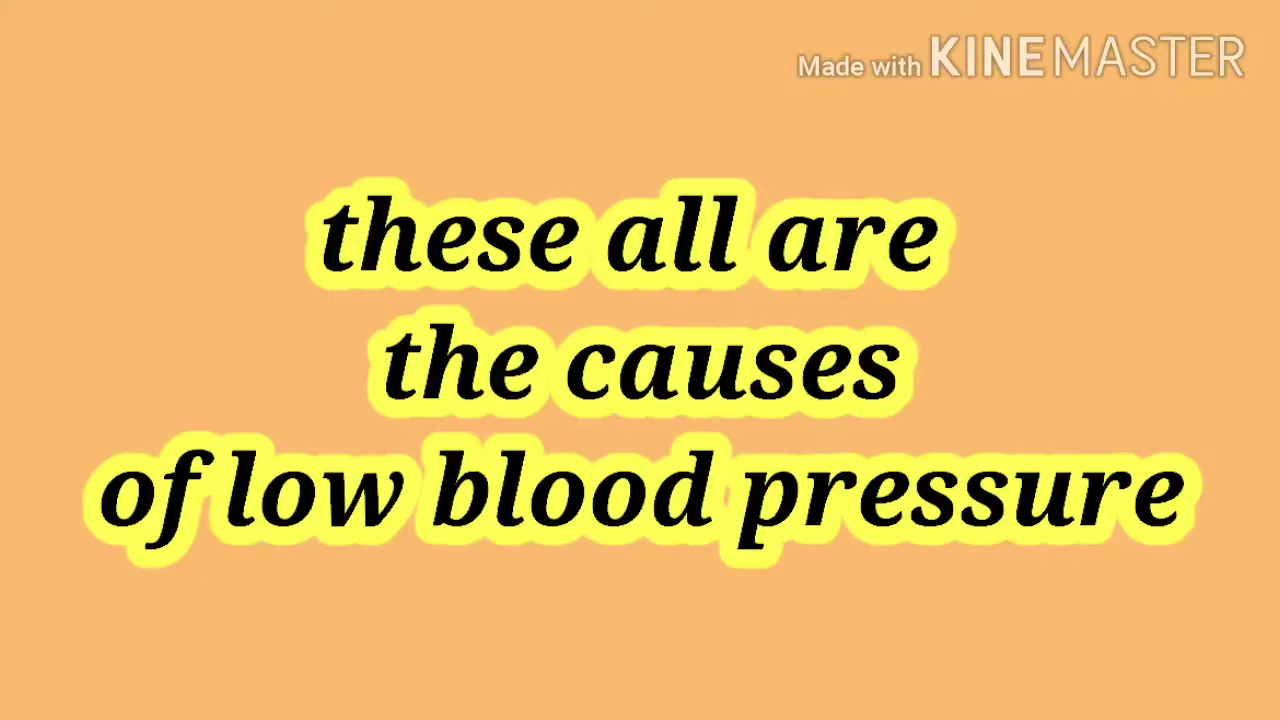 Made with KINEMASTER
these all are
the causes
of low blood pressure